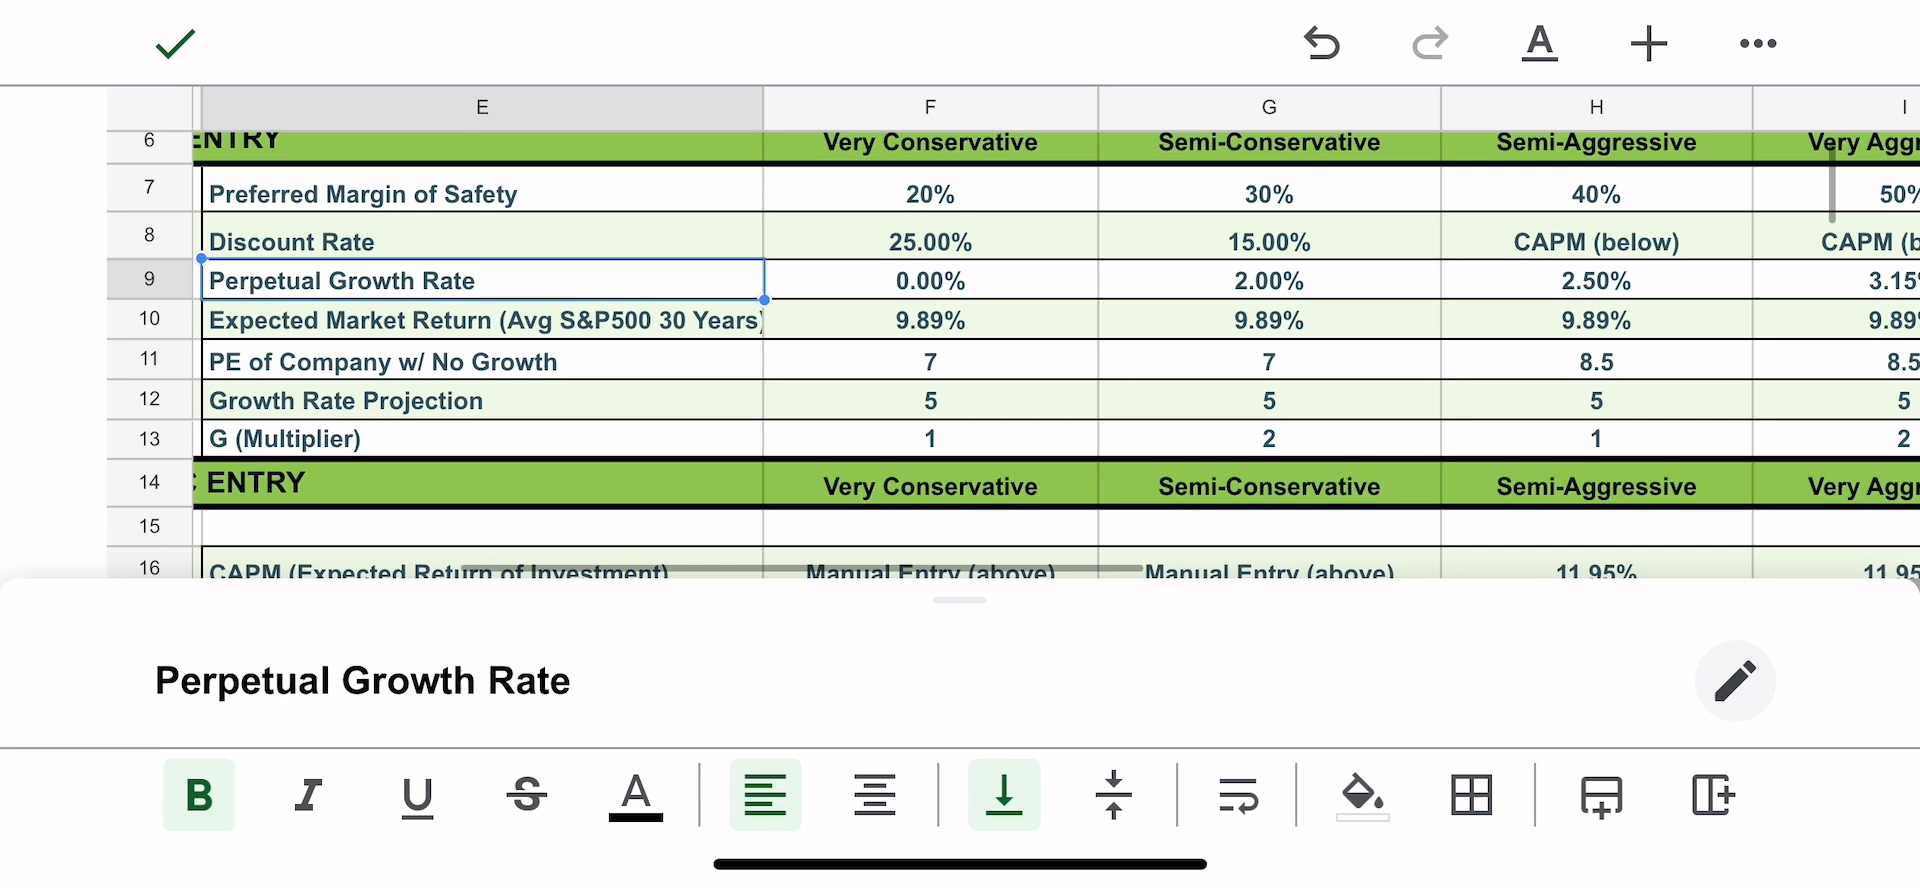 E F G H I
6 ENTRY Very Conservative Semi-Conservative Semi-Aggressive Very Aggr
7 Preferred Margin of Safety 20% 30% 40% 50%
8 Discount Rate 25.00% 15.00% CAPM (below) CAPM (b
9 Perpetual Growth Rate 0.00% 2.00% 2.50% 3.15%
10 Expected Market Return (Avg S&P500 30 Years) 9.89% 9.89% 9.89% 9.89%
11 PE of Company w/ No Growth 7 7 8.5 8.5
12 Growth Rate Projection 5 5 5 5
13 G (Multiplier) 1 2 1 2
14 ENTRY Very Conservative Semi-Conservative Semi-Aggressive Very Aggr
15
16 CAPM (Expected Return of Investment) Manual Entry (above) Manual Entry (above) 11.95% 11.95
Perpetual Growth Rate
B I U S A